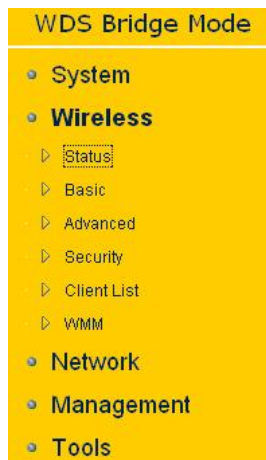 WDS Bridge Mode
System
Wireless
Status
Basic
Advanced
Security
Client List
WMM
Network
Management
Tools